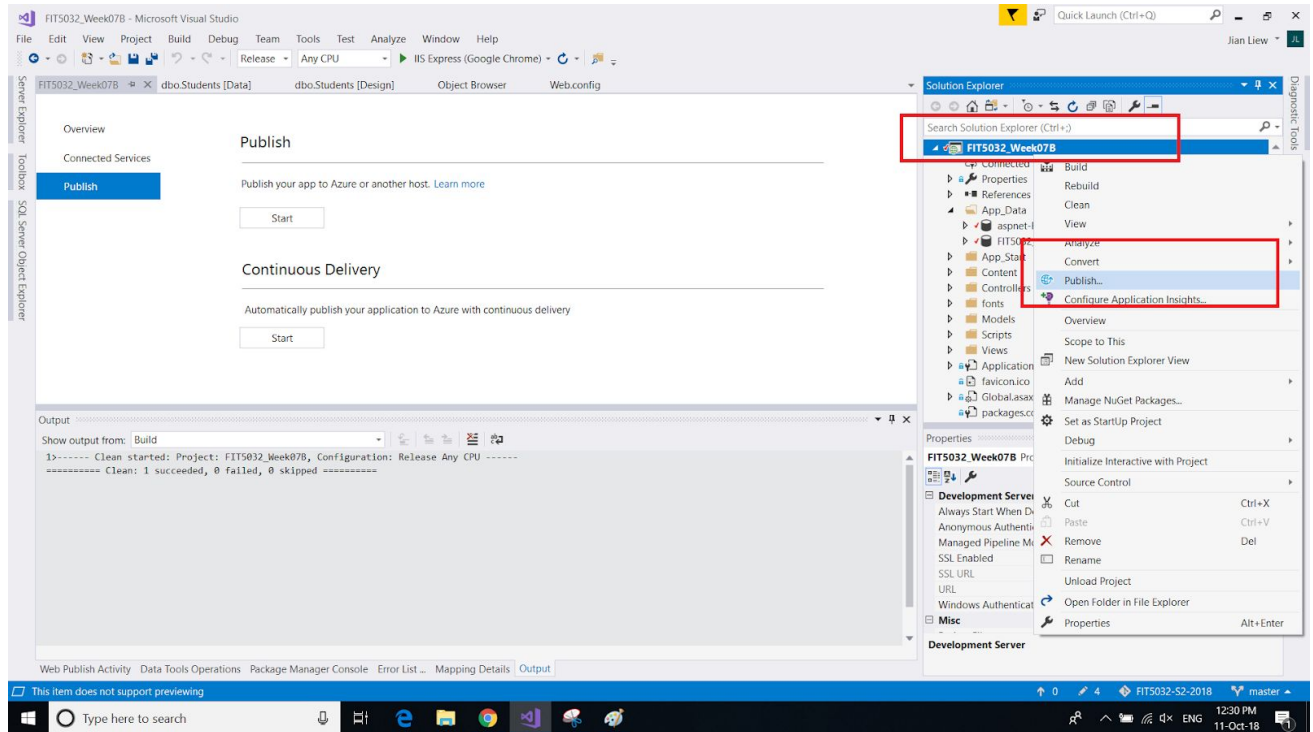 FIT5032_Week07B - Microsoft Visual Studio
Quick Launch (Ctrl+Q)
File Edit View Project Build Debug Team Tools Test Analyze Window Help
Jian Liew JL
Release Any CPU IIS Express (Google Chrome)
Server Explorer
Toolbox
SQL Server Object Explorer
FIT5032_Week07B dbo.Students [Data] dbo.Students [Design] Object Browser Web.config
Overview
Connected Services
Publish
Publish
Publish your app to Azure or another host. Learn more
Start
Continuous Delivery
Automatically publish your application to Azure with continuous delivery
Start
Output
Show output from: Build
1>------ Clean started: Project: FIT5032_Week07B, Configuration: Release Any CPU ------
========== Clean: 1 succeeded, 0 failed, 0 skipped ==========
Web Publish Activity Data Tools Operations Package Manager Console Error List ... Mapping Details Output
Solution Explorer
Search Solution Explorer (Ctrl+;)
FIT5032_Week07B
Connected
Properties
References
App_Data
aspnet-
FIT5032_
App_Start
Content
Controllers
fonts
Models
Scripts
Views
Application
favicon.ico
Global.asax
packages.co
Diagnostic Tools
Build
Rebuild
Clean
View
Analyze
Convert
Publish...
Configure Application Insights...
Overview
Scope to This
New Solution Explorer View
Add
Manage NuGet Packages...
Set as StartUp Project
Debug
Initialize Interactive with Project
Source Control
Cut Ctrl+X
Paste Ctrl+V
Remove Del
Rename
Unload Project
Open Folder in File Explorer
Properties Alt+Enter
Properties
FIT5032_Week07B Pro
Development Server
Always Start When De
Anonymous Authenti
Managed Pipeline Mo
SSL Enabled
SSL URL
URL
Windows Authenticat
Misc
Development Server
This item does not support previewing
0 4 FIT5032-S2-2018 master
Type here to search
ENG
12:30 PM
11-Oct-18
1